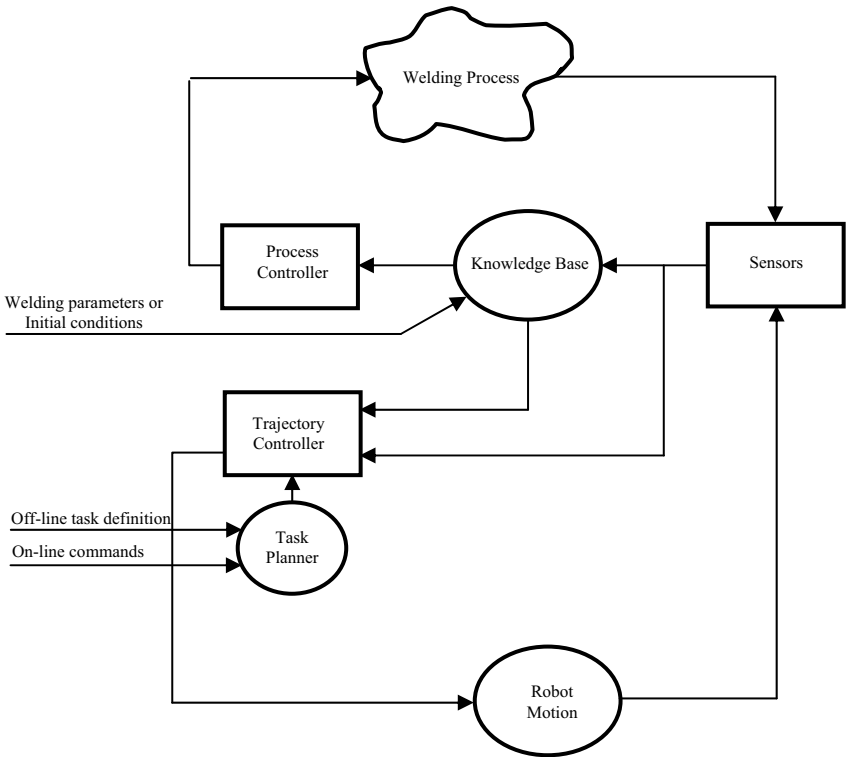 Welding Process
Process
Controller
Knowledge Base
Sensors
Welding parameters or
Initial conditions
Trajectory
Controller
Off-line task definition
On-line commands
Task
Planner
Robot
Motion